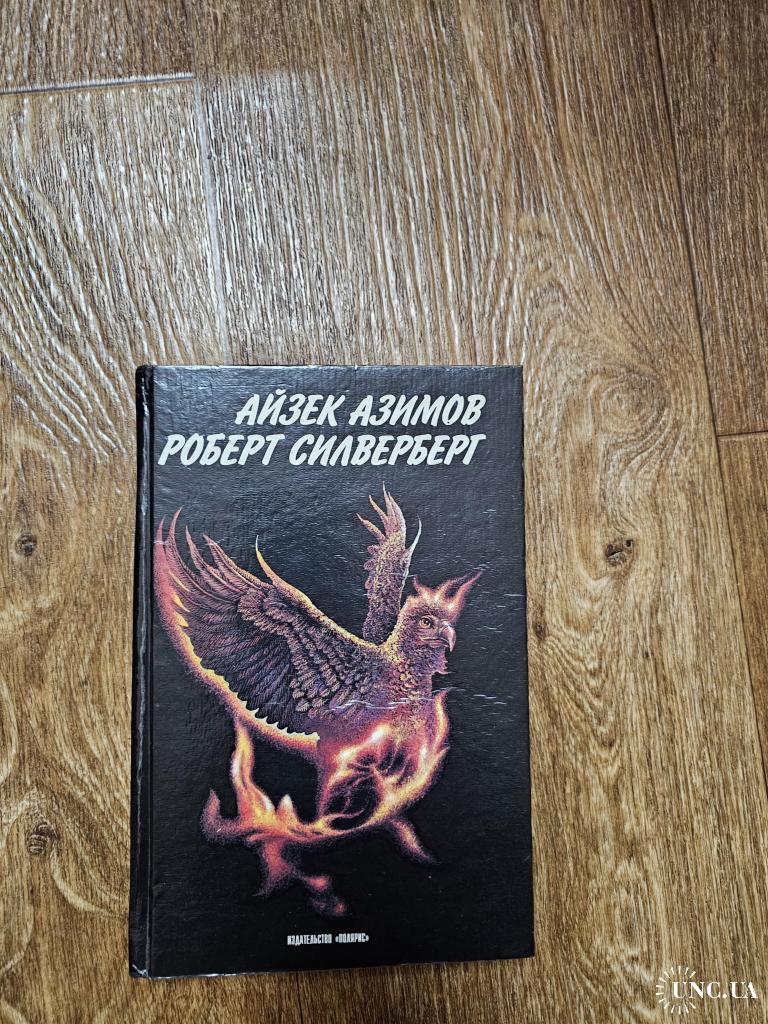 АЙЗЕК АЗИМОВ
РОБЕРТ СИЛВЕРБЕРГ
ИЗДАТЕЛЬСТВО «ПОЛЯРИС»
UNC.UA